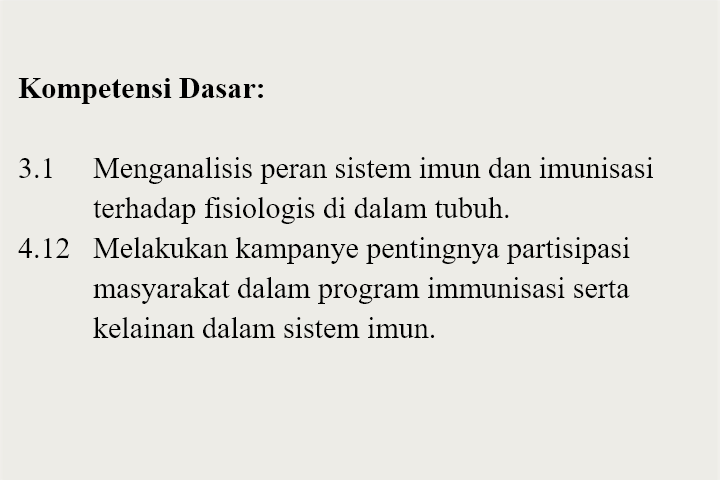 Kompetensi Dasar:
3.1 Menganalisis peran sistem imun dan imunisasi
terhadap fisiologis di dalam tubuh.
4.12 Melakukan kampanye pentingnya partisipasi
masyarakat dalam program immunisasi serta
kelainan dalam sistem imun.